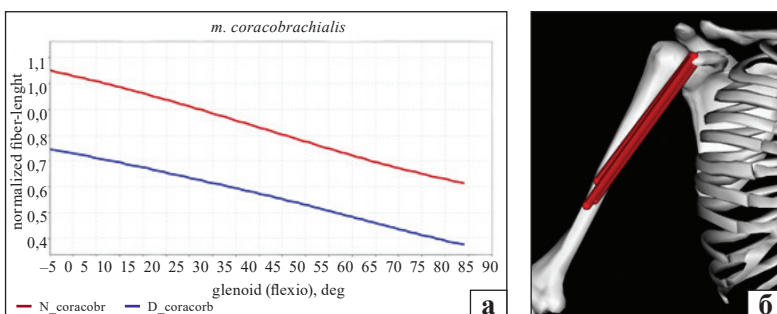 m. coracobrachialis
normalized fiber-lenght
1,1
1,0
0,0
0,8
0,7
0,6
0,5
0,4
–5 0 5 10 15 20 25 30 35 40 45 50 55 60 65 70 75 80 85 90
glenoid (flexio), deg
N_coracobr D_coracorb
а
б